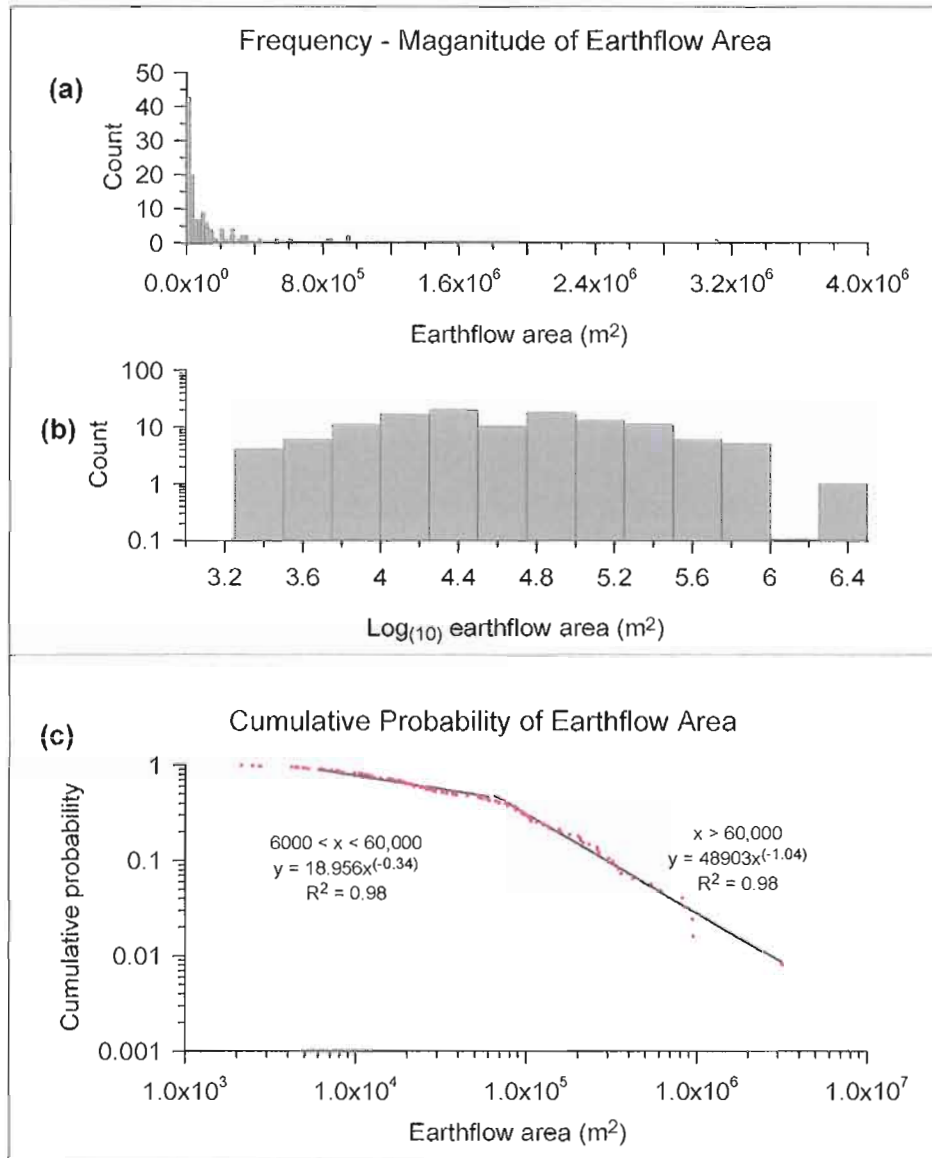 Frequency - Maganitude of Earthflow Area
(a)
50
40
30
20
10
0
Count
0.0x10⁰ 8.0x10⁵ 1.6x10⁶ 2.4x10⁶ 3.2x10⁶ 4.0x10⁶
Earthflow area (m²)
(b)
100
10
1
0.1
Count
3.2 3.6 4 4.4 4.8 5.2 5.6 6 6.4
Log₍₁₀₎ earthflow area (m²)
(c)
Cumulative Probability of Earthflow Area
1
0.1
0.01
0.001
Cumulative probability
6000 < x < 60,000
y = 18.956x⁽⁻⁰·³⁴⁾
R² = 0.98
x > 60,000
y = 48903x⁽⁻¹·⁰⁴⁾
R² = 0.98
1.0x10³ 1.0x10⁴ 1.0x10⁵ 1.0x10⁶ 1.0x10⁷
Earthflow area (m²)